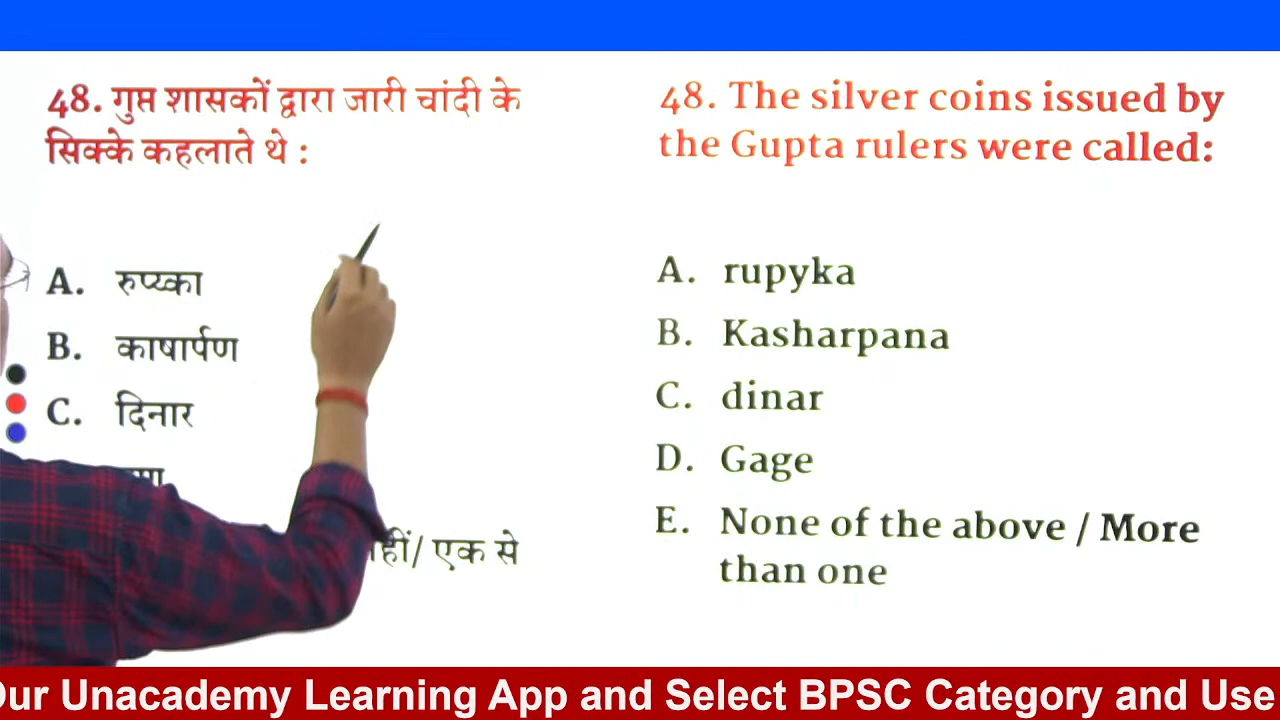 48. गुप्त शासकों द्वारा जारी चांदी के
सिक्के कहलाते थे :
A. रुप्य्का
B. काषार्पण
C. दिनार
एक से
48. The silver coins issued by
the Gupta rulers were called:
A. rupyka
B. Kasharpana
C. dinar
D. Gage
E. None of the above / More
than one
Our Unacademy Learning App and Select BPSC Category and Use